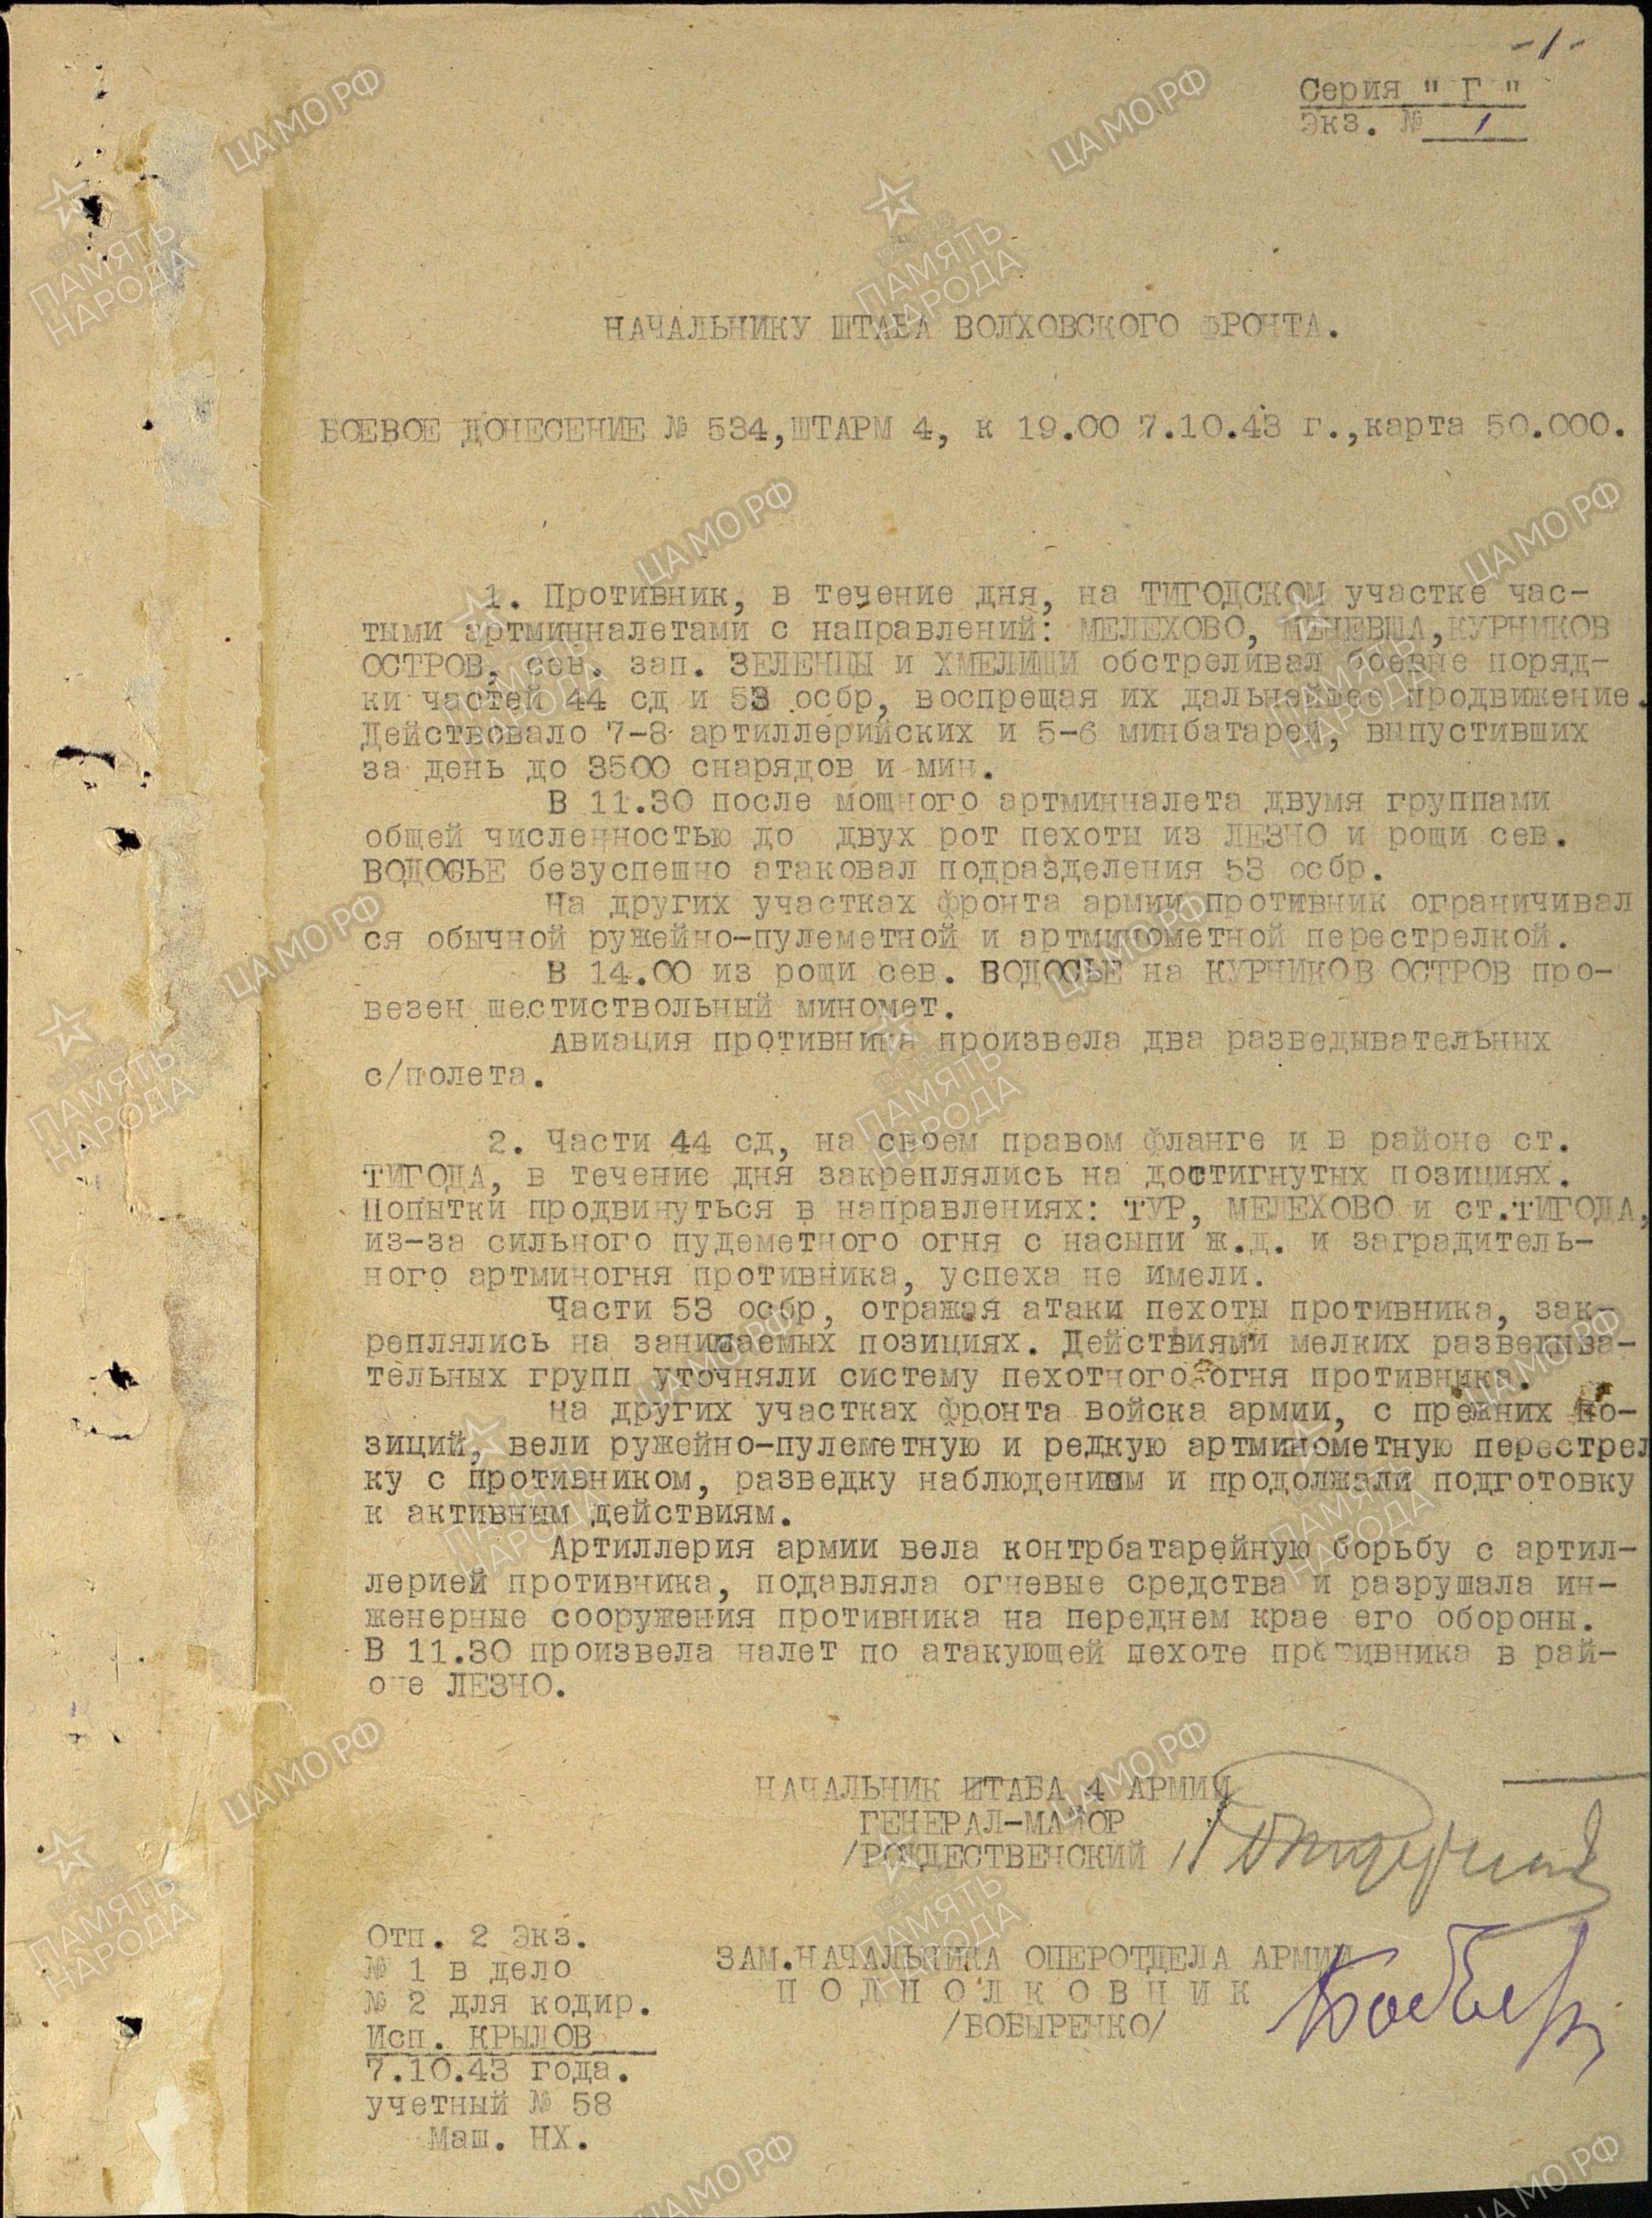 -1-
Серия " Г "
Экз. № 1
НАЧАЛЬНИКУ ШТАБА ВОЛХОВСКОГО ФРОНТА.
БОЕВОЕ ДОНЕСЕНИЕ № 534, ШТАРМ 4, к 19.00 7.10.43 г., карта 50.000.
1. Противник, в течение дня, на ТИГОДСКОМ участке час-
тыми артминналетами с направлений: МЕЛЕХОВО, МЕНЕВША, КУРНИКОВ
ОСТРОВ, сев. зап. ЗЕЛЕНЦЫ и ХМЕЛИЩИ обстреливал боевые поряд-
ки частей 44 сд и 53 осбр, воспрещая их дальнейшее продвижение.
Действовало 7-8 артиллерийских и 5-6 минбатарей, выпустивших
за день до 3500 снарядов и мин.
В 11.30 после мощного артминналета двумя группами
общей численностью до двух рот пехоты из ЛЕЗНО и рощи сев.
ВОДОСЬЕ безуспешно атаковал подразделения 53 осбр.
На других участках фронта армии противник ограничивал
ся обычной ружейно-пулеметной и артминометной перестрелкой.
В 14.00 из рощи сев. ВОДОСЬЕ на КУРНИКОВ ОСТРОВ про-
везен шестиствольный миномет.
Авиация противника произвела два разведывательных
с/полета.
2. Части 44 сд, на своем правом фланге и в районе ст.
ТИГОДА, в течение дня закреплялись на достигнутых позициях.
Попытки продвинуться в направлениях: ТУР, МЕЛЕХОВО и ст.ТИГОДА,
из-за сильного пудеметного огня с насыпи ж.д. и заградитель-
ного артминогня противника, успеха не имели.
Части 53 осбр, отражая атаки пехоты противника, зак-
реплялись на занимаемых позициях. Действиями мелких разведыва-
тельных групп уточняли систему пехотного огня противника.
На других участках фронта войска армии, с прежних по-
зиций, вели ружейно-пулеметную и редкую артминометную перестрел
ку с противником, разведку наблюдением и продолжали подготовку
к активным действиям.
Артиллерия армии вела контрбатарейную борьбу с артил-
лерией противника, подавляла огневые средства и разрушала ин-
женерные сооружения противника на переднем крае его обороны.
В 11.30 произвела налет по атакующей пехоте противника в рай-
оне ЛЕЗНО.
НАЧАЛЬНИК ШТАБА 4 АРМИИ
ГЕНЕРАЛ-МАЙОР
/РОЖДЕСТВЕНСКИЙ/
ЗАМ.НАЧАЛЬНИКА ОПЕРОТДЕЛА АРМИИ
ПОДПОЛКОВНИК
/БОБЫРЕНКО/
Отп. 2 Экз.
№ 1 в дело
№ 2 для кодир.
Исп. КРЫЛОВ
7.10.43 года.
учетный № 58
Маш. НХ.
ЦАМО.РФ
ПАМЯТЬ
НАРОДА